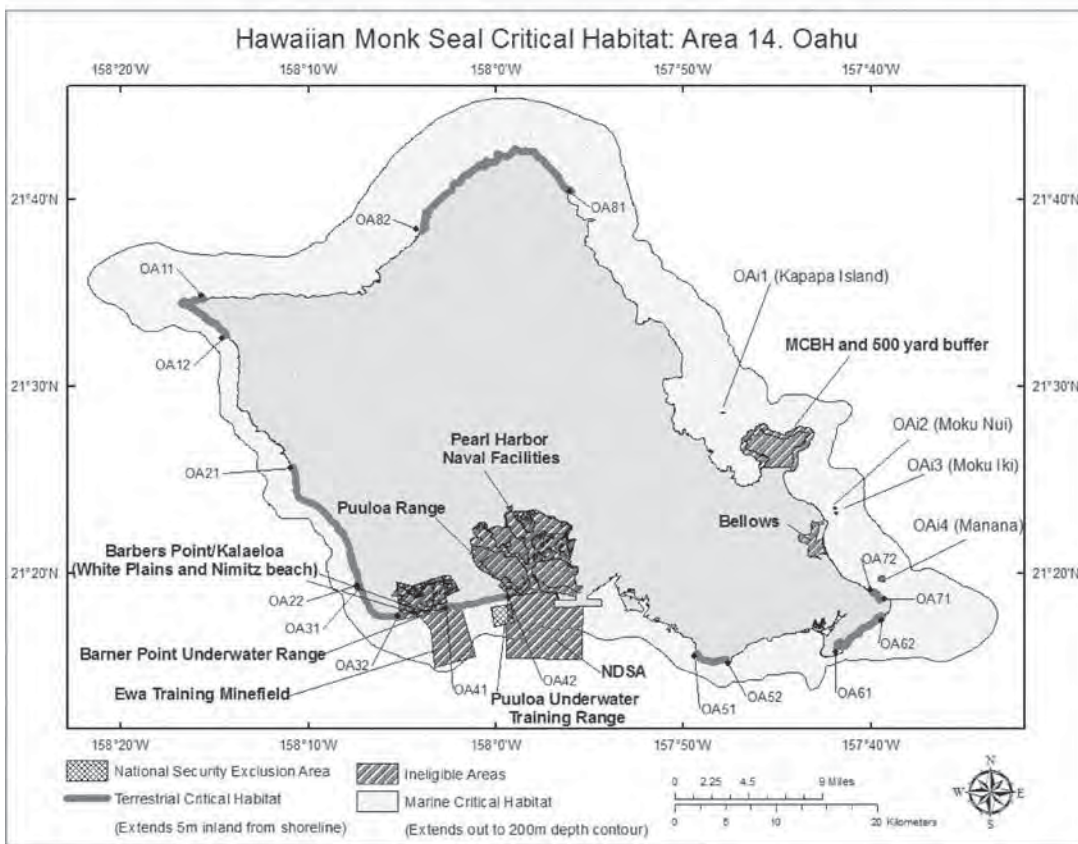 Hawaiian Monk Seal Critical Habitat: Area 14. Oahu
158°20'W 158°10'W 158°0'W 157°50'W 157°40'W
21°40'N 21°40'N
OA82
OA81
OA11
OAi1 (Kapapa Island)
OA12
MCBH and 500 yard buffer
21°30'N 21°30'N
OAi2 (Moku Nui)
Pearl Harbor
Naval Facilities
OAi3 (Moku Iki)
OA21
Puuloa Range
Bellows
OAi4 (Manana)
Barbers Point/Kalaeloa
(White Plains and Nimitz beach)
OA72
21°20'N 21°20'N
OA22
OA71
OA31
OA62
Barner Point Underwater Range
OA32
NDSA
OA41
OA42
OA51
OA52
OA61
Ewa Training Minefield
Puuloa Underwater
Training Range
158°20'W 158°10'W 158°0'W 157°50'W 157°40'W
National Security Exclusion Area
Ineligible Areas
Terrestrial Critical Habitat
(Extends 5m inland from shoreline)
Marine Critical Habitat
(Extends out to 200m depth contour)
0 2.25 4.5 9 Miles
0 5 10 20 Kilometers
N
W E
S